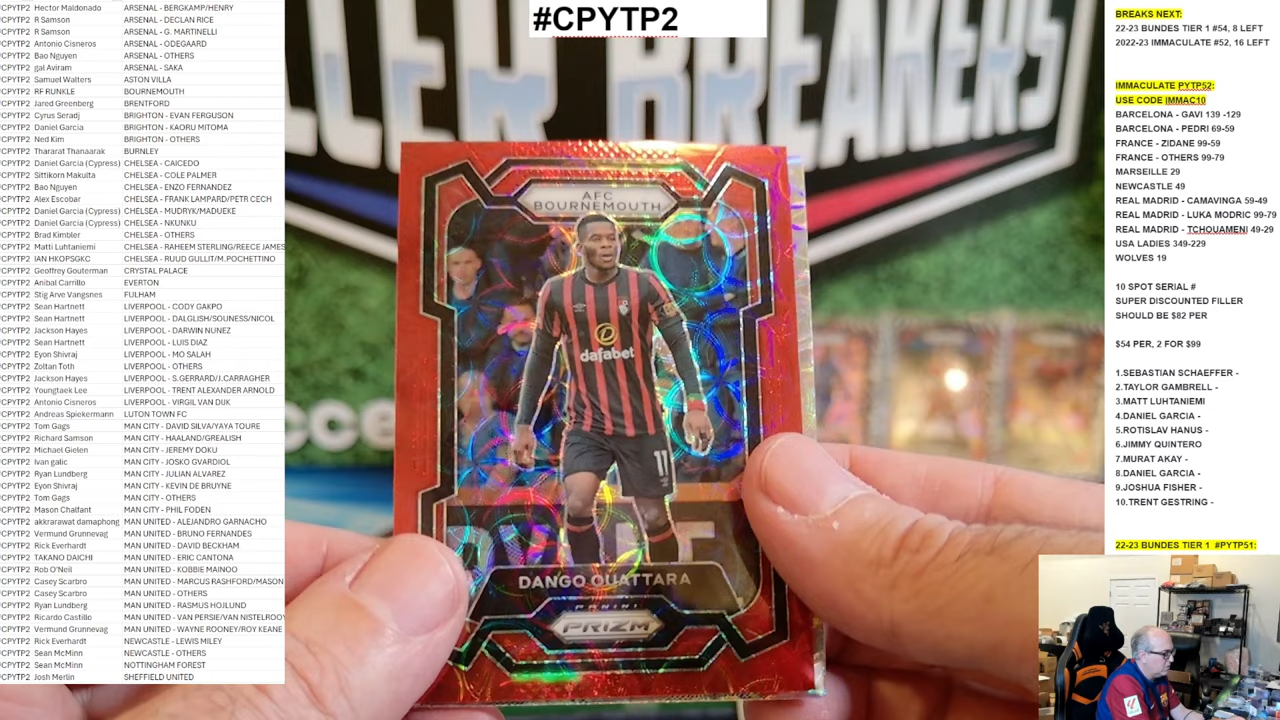 #CPYTP2
CPYTP2 Hector Maldonado ARSENAL - BERGKAMP/HENRY
CPYTP2 R Samson ARSENAL - DECLAN RICE
CPYTP2 R Samson ARSENAL - G. MARTINELLI
CPYTP2 Antonio Cisneros ARSENAL - ODEGAARD
CPYTP2 Bao Nguyen ARSENAL - OTHERS
CPYTP2 gal Aviram ARSENAL - SAKA
CPYTP2 Samuel Walters ASTON VILLA
CPYTP2 RF RUNKLE BOURNEMOUTH
CPYTP2 Jared Greenberg BRENTFORD
CPYTP2 Cyrus Seradj BRIGHTON - EVAN FERGUSON
CPYTP2 Daniel Garcia BRIGHTON - KAORU MITOMA
CPYTP2 Ned Kim BRIGHTON - OTHERS
CPYTP2 Thararat Thanaarak BURNLEY
CPYTP2 Daniel Garcia (Cypress) CHELSEA - CAICEDO
CPYTP2 Sittikorn Makulta CHELSEA - COLE PALMER
CPYTP2 Bao Nguyen CHELSEA - ENZO FERNANDEZ
CPYTP2 Alex Escobar CHELSEA - FRANK LAMPARD/PETR CECH
CPYTP2 Daniel Garcia (Cypress) CHELSEA - MUDRYK/MADUEKE
CPYTP2 Daniel Garcia (Cypress) CHELSEA - NKUNKU
CPYTP2 Brad Kimbler CHELSEA - OTHERS
CPYTP2 Matti Luhtaniemi CHELSEA - RAHEEM STERLING/REECE JAMES
CPYTP2 IAN HKOPSGKC CHELSEA - RUUD GULLIT/M.POCHETTINO
CPYTP2 Geoffrey Gouterman CRYSTAL PALACE
CPYTP2 Anibal Carrillo EVERTON
CPYTP2 Stig Arve Vangsnes FULHAM
CPYTP2 Sean Hartnett LIVERPOOL - CODY GAKPO
CPYTP2 Sean Hartnett LIVERPOOL - DALGLISH/SOUNESS/NICOL
CPYTP2 Jackson Hayes LIVERPOOL - DARWIN NUNEZ
CPYTP2 Sean Hartnett LIVERPOOL - LUIS DIAZ
CPYTP2 Eyon Shivraj LIVERPOOL - MO SALAH
CPYTP2 Zoltan Toth LIVERPOOL - OTHERS
CPYTP2 Jackson Hayes LIVERPOOL - S.GERRARD/J.CARRAGHER
CPYTP2 Youngtaek Lee LIVERPOOL - TRENT ALEXANDER ARNOLD
CPYTP2 Antonio Cisneros LIVERPOOL - VIRGIL VAN DIJK
CPYTP2 Andreas Spiekermann LUTON TOWN FC
CPYTP2 Tom Gags MAN CITY - DAVID SILVA/YAYA TOURE
CPYTP2 Richard Samson MAN CITY - HAALAND/GREALISH
CPYTP2 Michael Gielen MAN CITY - JEREMY DOKU
CPYTP2 Ivan galic MAN CITY - JOSKO GVARDIOL
CPYTP2 Ryan Lundberg MAN CITY - JULIAN ALVAREZ
CPYTP2 Eyon Shivraj MAN CITY - KEVIN DE BRUYNE
CPYTP2 Tom Gags MAN CITY - OTHERS
CPYTP2 Mason Chalfant MAN CITY - PHIL FODEN
CPYTP2 akkrarawat damaphong MAN UNITED - ALEJANDRO GARNACHO
CPYTP2 Vermund Grunnevag MAN UNITED - BRUNO FERNANDES
CPYTP2 Rick Everhardt MAN UNITED - DAVID BECKHAM
CPYTP2 TAKANO DAICHI MAN UNITED - ERIC CANTONA
CPYTP2 Rob O'Neil MAN UNITED - KOBBIE MAINOO
CPYTP2 Casey Scarbro MAN UNITED - MARCUS RASHFORD/MASON
CPYTP2 Casey Scarbro MAN UNITED - OTHERS
CPYTP2 Ryan Lundberg MAN UNITED - RASMUS HOJLUND
CPYTP2 Ricardo Castillo MAN UNITED - VAN PERSIE/VAN NISTELROOY
CPYTP2 Vermund Grunnevag MAN UNITED - WAYNE ROONEY/ROY KEANE
CPYTP2 Rick Everhardt NEWCASTLE - LEWIS MILEY
CPYTP2 Sean McMinn NEWCASTLE - OTHERS
CPYTP2 Sean McMinn NOTTINGHAM FOREST
CPYTP2 Josh Merlin SHEFFIELD UNITED
BREAKERS
AFC
BOURNEMOUTH
dafabet
11
DANGO OUATTARA
PANINI
PRIZM
BREAKS NEXT:
22-23 BUNDES TIER 1 #54, 8 LEFT
2022-23 IMMACULATE #52, 16 LEFT
IMMACULATE PYTP52:
USE CODE IMMAC10
BARCELONA - GAVI 139 -129
BARCELONA - PEDRI 69-59
FRANCE - ZIDANE 99-59
FRANCE - OTHERS 99-79
MARSEILLE 29
NEWCASTLE 49
REAL MADRID - CAMAVINGA 59-49
REAL MADRID - LUKA MODRIC 99-79
REAL MADRID - TCHOUAMENI 49-29
USA LADIES 349-229
WOLVES 19
10 SPOT SERIAL #
SUPER DISCOUNTED FILLER
SHOULD BE $82 PER
$54 PER, 2 FOR $99
1.SEBASTIAN SCHAEFFER -
2.TAYLOR GAMBRELL -
3.MATT LUHTANIEMI
4.DANIEL GARCIA -
5.ROTISLAV HANUS -
6.JIMMY QUINTERO
7.MURAT AKAY -
8.DANIEL GARCIA -
9.JOSHUA FISHER -
10.TRENT GESTRING -
22-23 BUNDES TIER 1 #PYTP51: